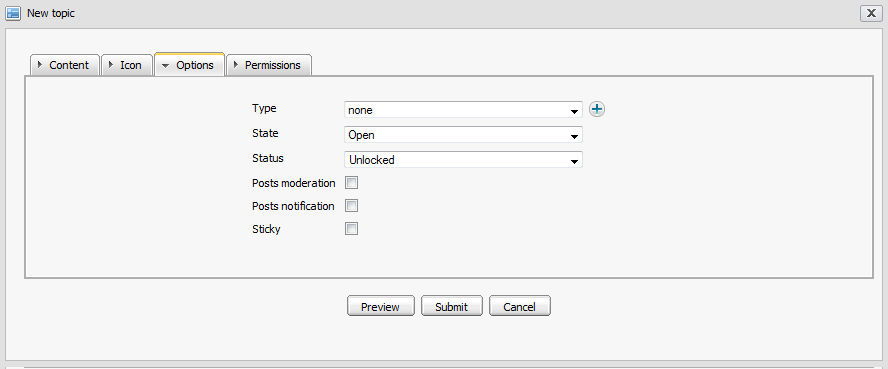 New topic
Content Icon Options Permissions
Type none
State Open
Status Unlocked
Posts moderation
Posts notification
Sticky
Preview Submit Cancel